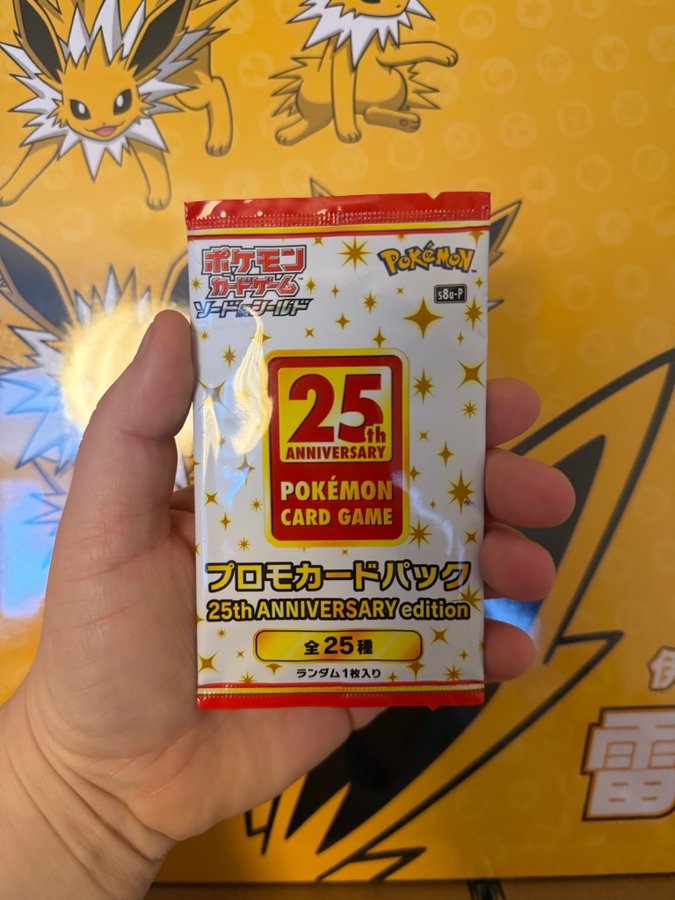 ポケモン
カードゲーム
ソード&シールド
Pokémon
s8a-P
25th
ANNIVERSARY
POKÉMON
CARD GAME
プロモカードパック
25th ANNIVERSARY edition
全25種
ランダム1枚入り
伊
雷